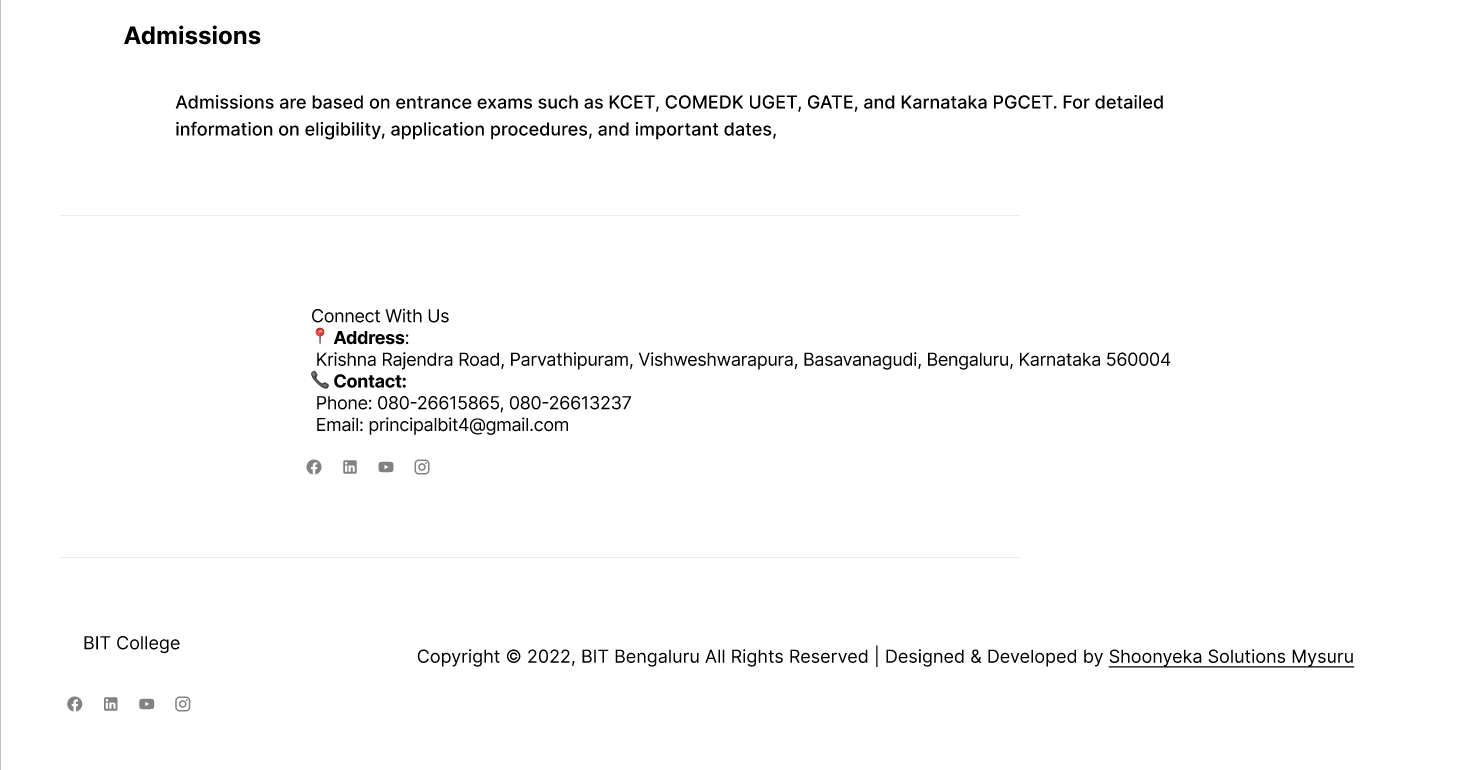 Admissions
Admissions are based on entrance exams such as KCET, COMEDK UGET, GATE, and Karnataka PGCET. For detailed
information on eligibility, application procedures, and important dates,
Connect With Us
📍 Address:
Krishna Rajendra Road, Parvathipuram, Vishweshwarapura, Basavanagudi, Bengaluru, Karnataka 560004
📞 Contact:
Phone: 080-26615865, 080-26613237
Email: principalbit4@gmail.com
BIT College
Copyright © 2022, BIT Bengaluru All Rights Reserved | Designed & Developed by Shoonyeka Solutions Mysuru